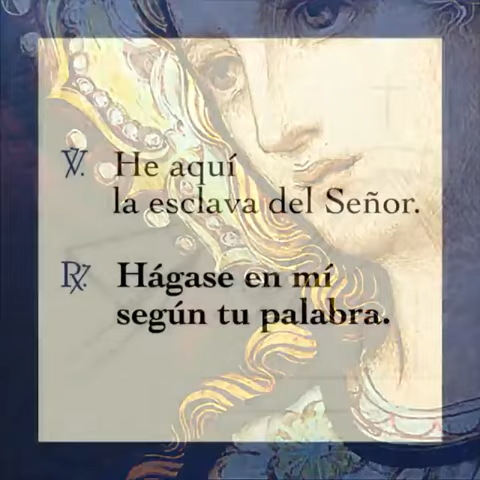 ℣. He aquí
la esclava del Señor.
℟. Hágase en mí
según tu palabra.